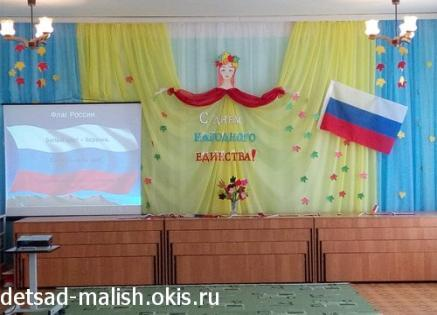 Флаг России
С ДНЕМ
НАРОДНОГО
ЕДИНСТВА!
detsad-malish.okis.ru